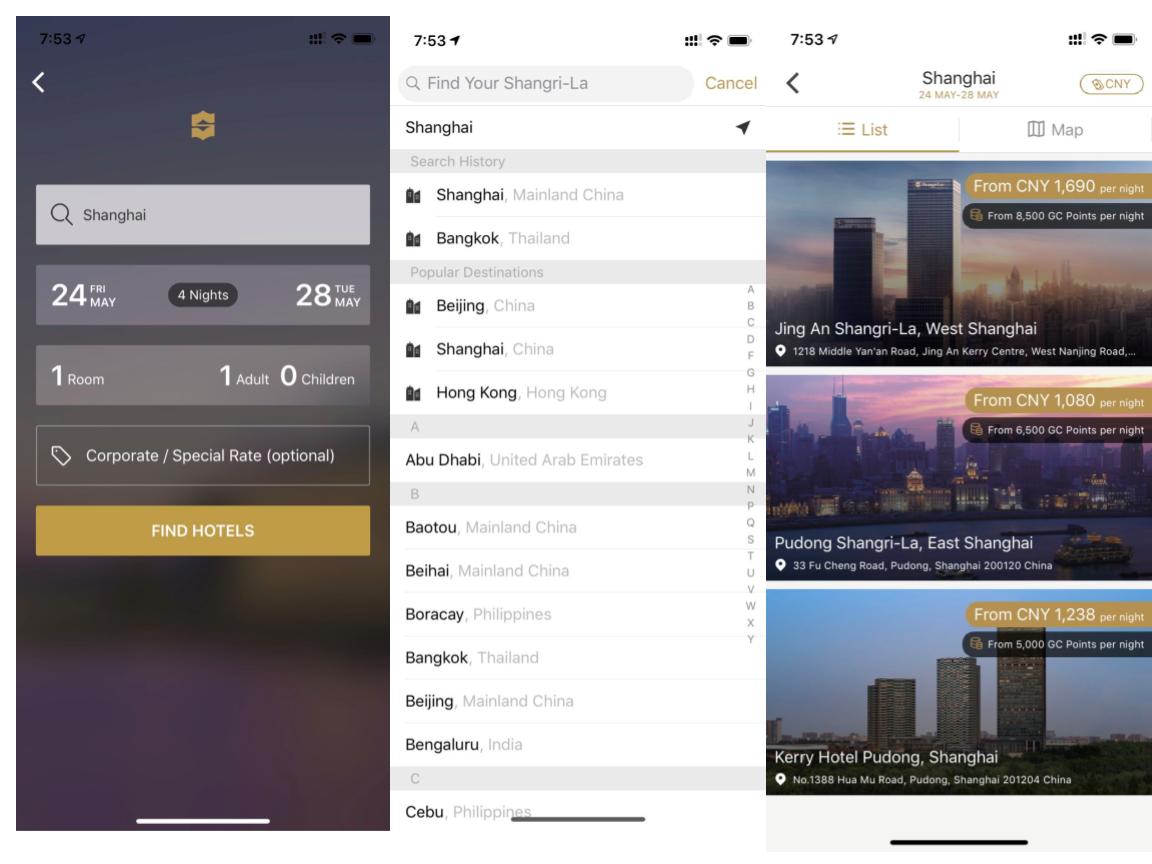 7:53
Shanghai
24 FRI MAY
4 Nights
28 TUE MAY
1 Room
1 Adult 0 Children
Corporate / Special Rate (optional)
FIND HOTELS
7:53
Find Your Shangri-La
Cancel
Shanghai
Search History
Shanghai, Mainland China
Bangkok, Thailand
Popular Destinations
Beijing, China
Shanghai, China
Hong Kong, Hong Kong
A
Abu Dhabi, United Arab Emirates
B
Baotou, Mainland China
Beihai, Mainland China
Boracay, Philippines
Bangkok, Thailand
Beijing, Mainland China
Bengaluru, India
C
Cebu, Philippines
A
B
C
D
F
G
H
I
J
K
L
M
N
P
Q
S
T
U
V
W
X
Y
7:53
Shanghai
24 MAY-28 MAY
CNY
List
Map
From CNY 1,690 per night
From 8,500 GC Points per night
Jing An Shangri-La, West Shanghai
1218 Middle Yan'an Road, Jing An Kerry Centre, West Nanjing Road,...
From CNY 1,080 per night
From 6,500 GC Points per night
Pudong Shangri-La, East Shanghai
33 Fu Cheng Road, Pudong, Shanghai 200120 China
From CNY 1,238 per night
From 5,000 GC Points per night
Kerry Hotel Pudong, Shanghai
No.1388 Hua Mu Road, Pudong, Shanghai 201204 China